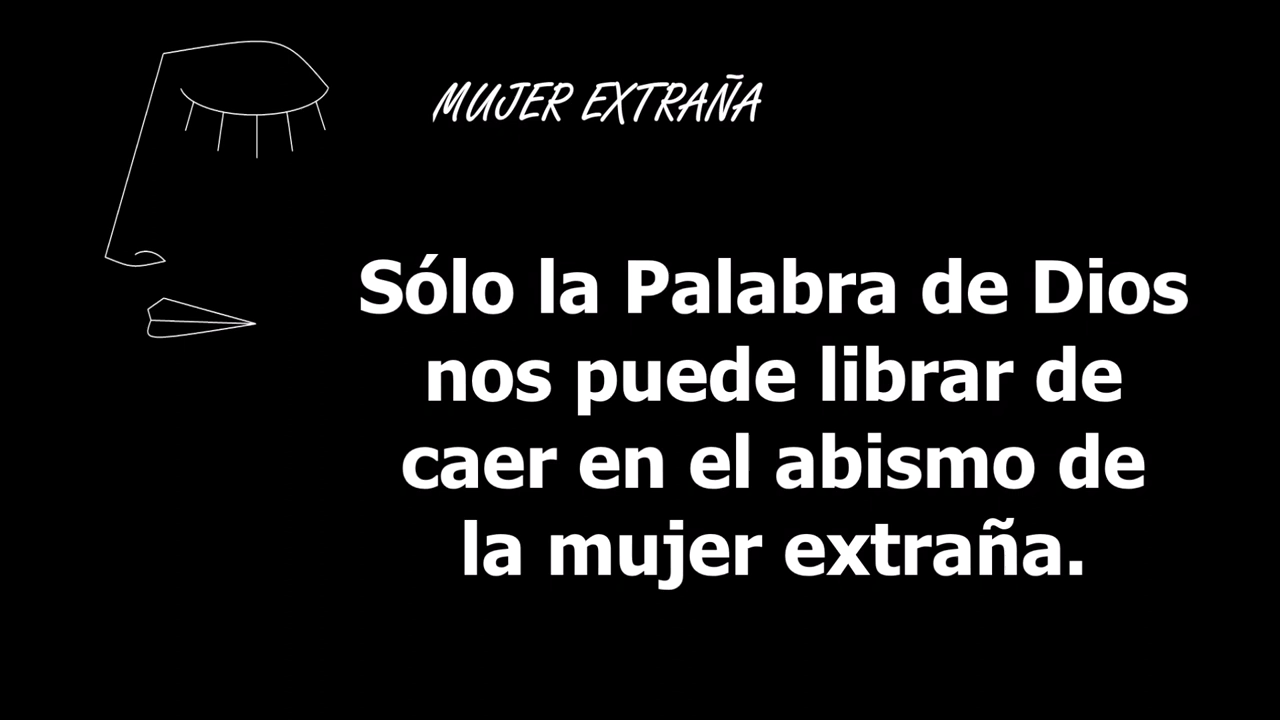 MUJER EXTRAÑA
Sólo la Palabra de Dios
nos puede librar de
caer en el abismo de
la mujer extraña.